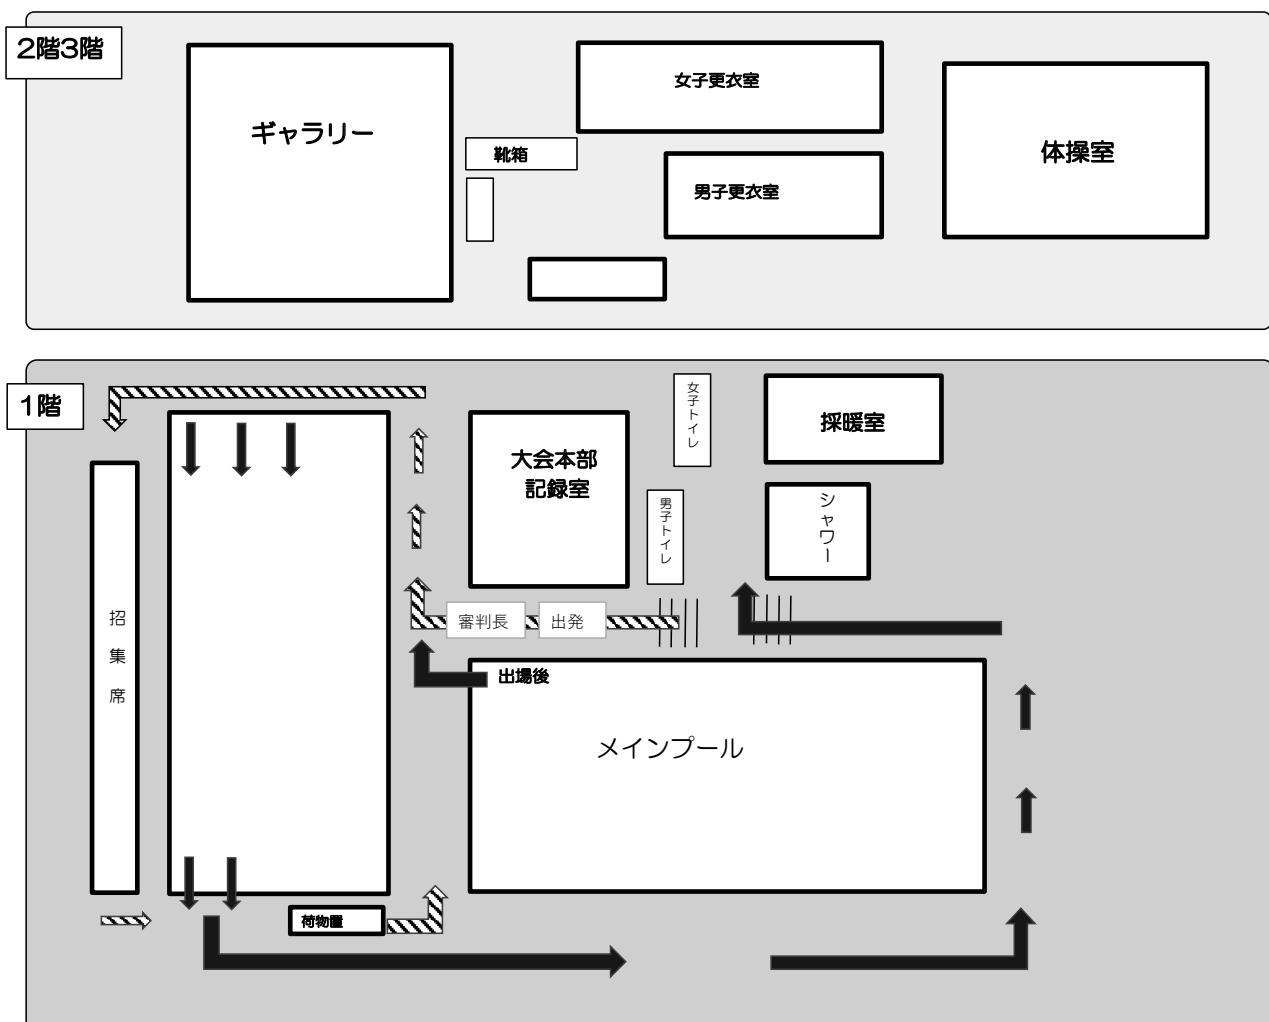 2階3階
ギャラリー
靴箱
女子更衣室
男子更衣室
体操室
1階
大会本部
記録室
女子トイレ
男子トイレ
採暖室
シャワー
招集席
審判長
出発
出場後
メインプール
荷物置